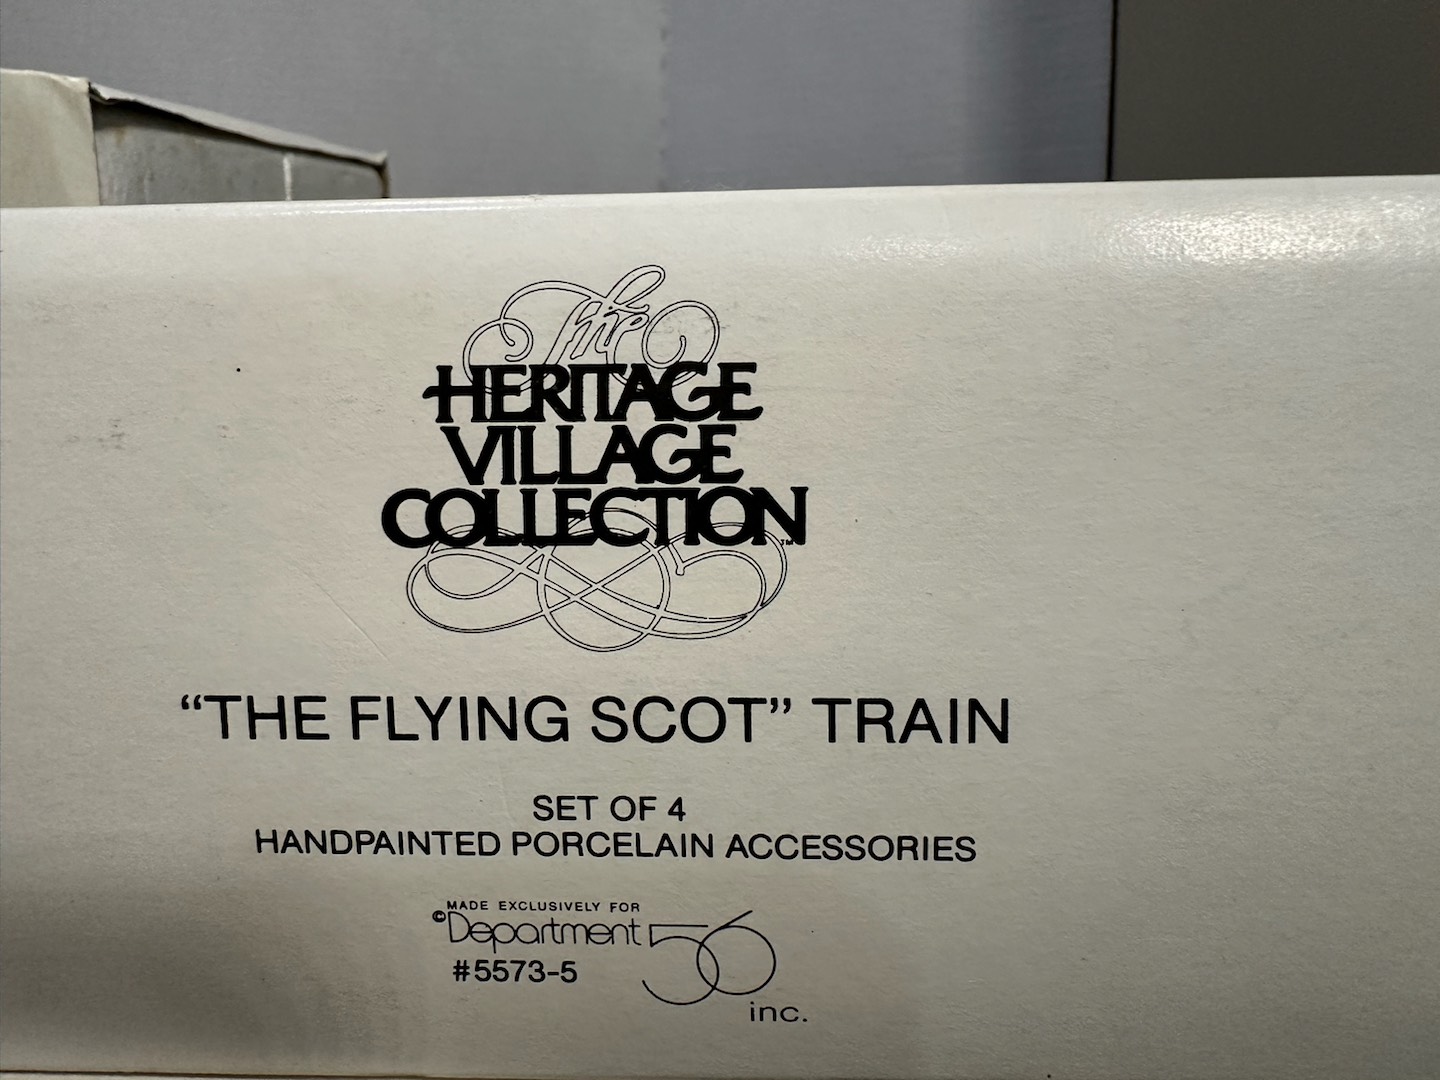 The
HERITAGE
VILLAGE
COLLECTION™
“THE FLYING SCOT” TRAIN
SET OF 4
HANDPAINTED PORCELAIN ACCESSORIES
MADE EXCLUSIVELY FOR
©Department 56
#5573-5
inc.